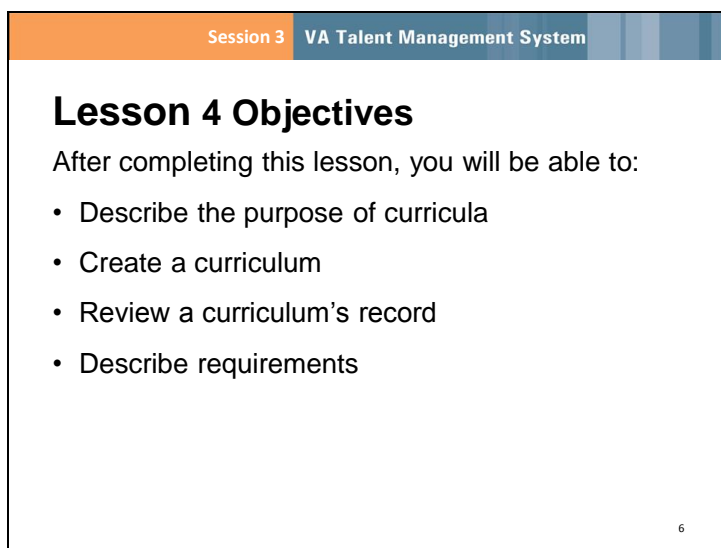 Session 3 VA Talent Management System
Lesson 4 Objectives
After completing this lesson, you will be able to:
• Describe the purpose of curricula
• Create a curriculum
• Review a curriculum’s record
• Describe requirements
6